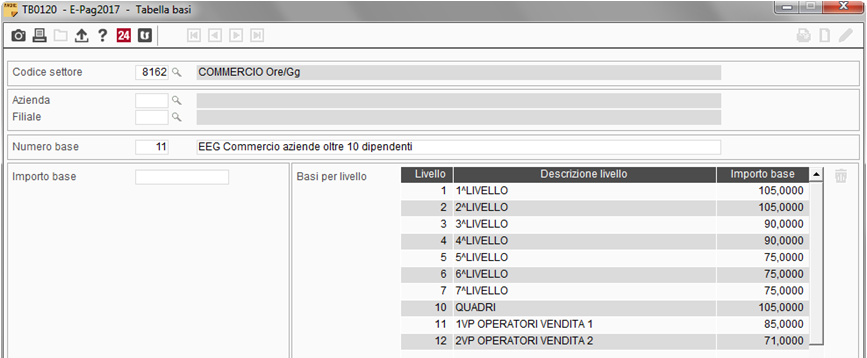 TB0120 - E-Pag2017 - Tabella basi
? 24
Codice settore 8162 COMMERCIO Ore/Gg
Azienda
Filiale
Numero base 11 EEG Commercio aziende oltre 10 dipendenti
Importo base
Basi per livello
Livello Descrizione livello Importo base
1 1^LIVELLO 105,0000
2 2^LIVELLO 105,0000
3 3^LIVELLO 90,0000
4 4^LIVELLO 90,0000
5 5^LIVELLO 75,0000
6 6^LIVELLO 75,0000
7 7^LIVELLO 75,0000
10 QUADRI 105,0000
11 1VP OPERATORI VENDITA 1 85,0000
12 2VP OPERATORI VENDITA 2 71,0000